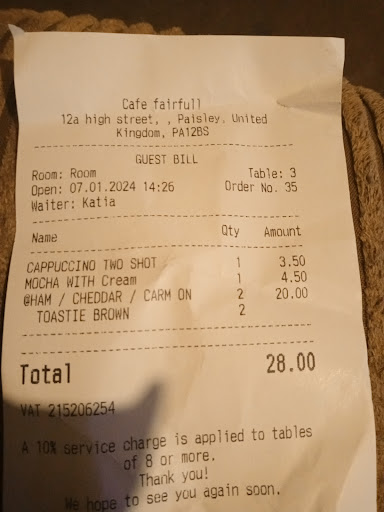 Cafe fairfull
12a high street, , Paisley, United
Kingdom, PA12BS
GUEST BILL
Room: Room Table: 3
Open: 07.01.2024 14:26 Order No. 35
Waiter: Katia
Name Qty Amount
CAPPUCCINO TWO SHOT 1 3.50
MOCHA WITH Cream 1 4.50
@HAM / CHEDDAR / CARM ON 2 20.00
TOASTIE BROWN 2
Total 28.00
VAT 215206254
A 10% service charge is applied to tables
of 8 or more.
Thank you!
We hope to see you again soon.